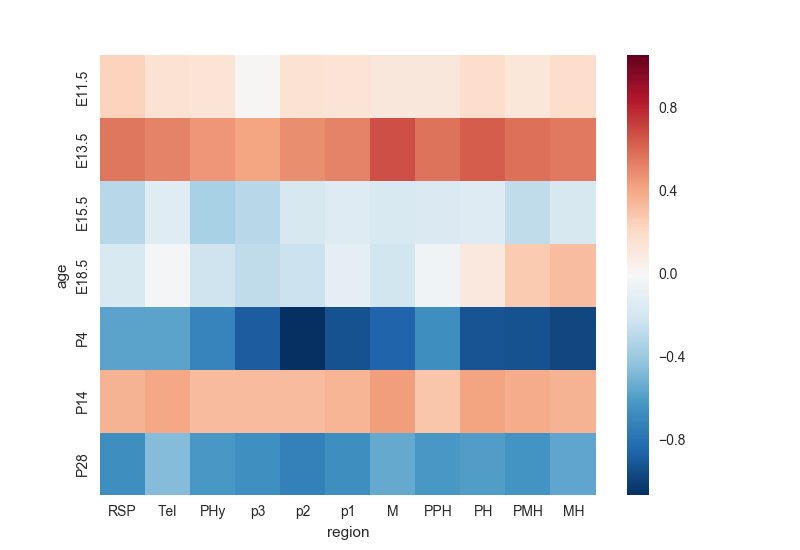 age
E11.5
E13.5
E15.5
E18.5
P4
P14
P28
RSP Tel PHy p3 p2 p1 M PPH PH PMH MH
region
0.8
0.4
0.0
−0.4
−0.8